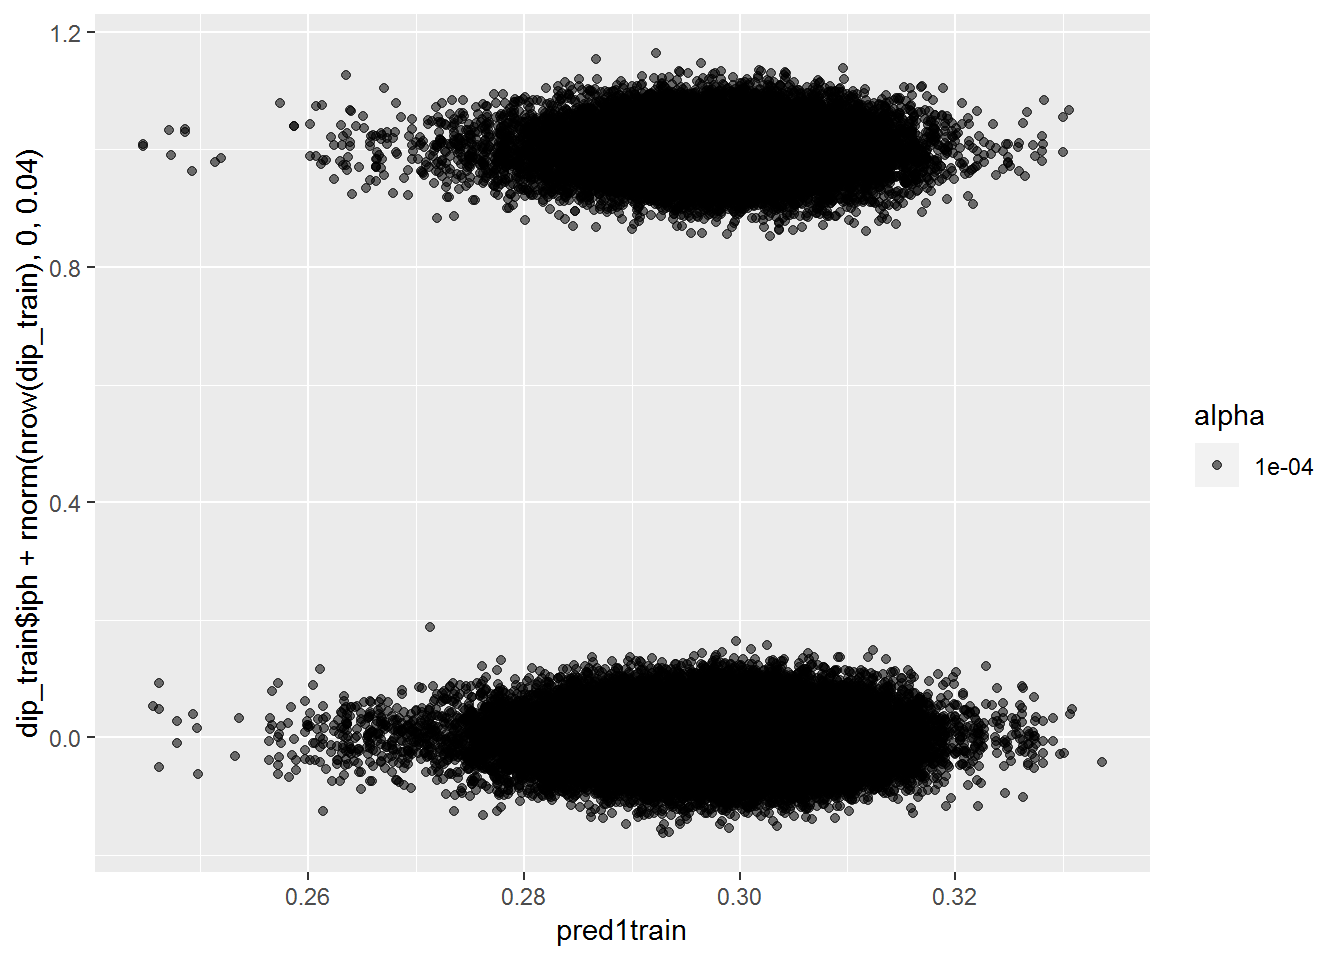 1.2
0.8
0.4
0.0
dip_train$iph + rnorm(nrow(dip_train), 0, 0.04)
0.26 0.28 0.30 0.32
pred1train
alpha
1e-04